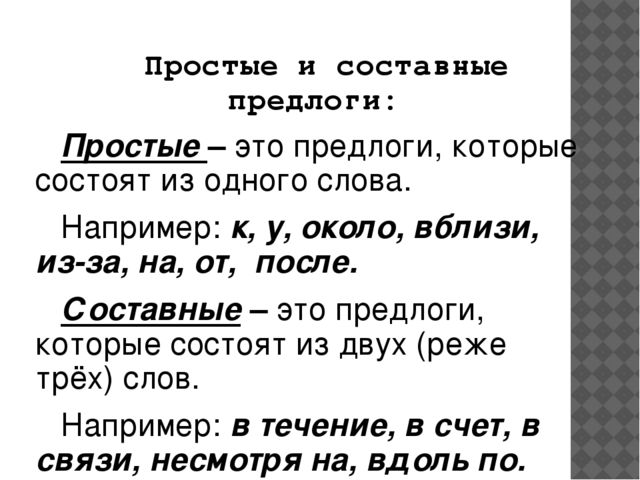 Простые и составные
предлоги:
Простые – это предлоги, которые
состоят из одного слова.
Например: к, у, около, вблизи,
из-за, на, от, после.
Составные – это предлоги,
которые состоят из двух (реже
трёх) слов.
Например: в течение, в счет, в
связи, несмотря на, вдоль по.